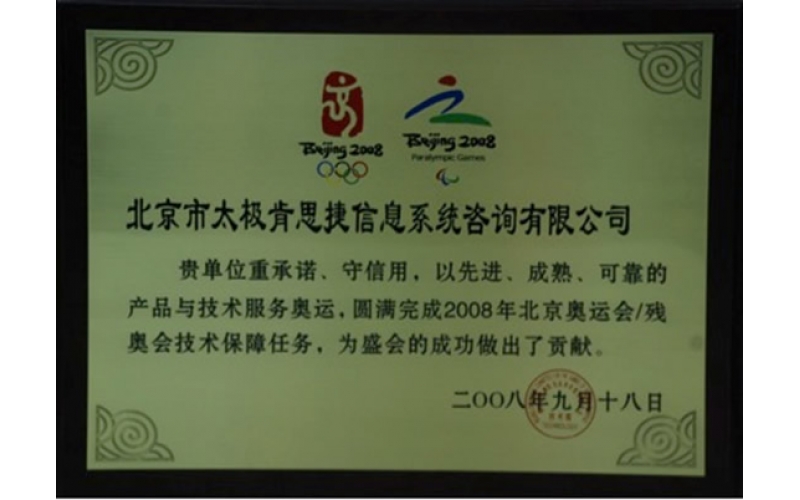 Beijing 2008
Beijing 2008
Paralympic Games
北京市太极肯思捷信息系统咨询有限公司
贵单位重承诺、守信用,以先进、成熟、可靠的
产品与技术服务奥运,圆满完成2008年北京奥运会/残
奥会技术保障任务,为盛会的成功做出了贡献。
二〇〇八年九月十八日